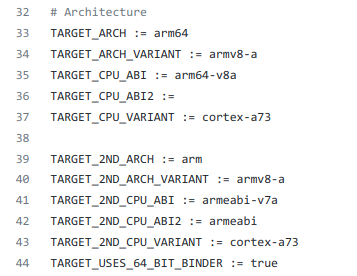 32 # Architecture
33 TARGET_ARCH := arm64
34 TARGET_ARCH_VARIANT := armv8-a
35 TARGET_CPU_ABI := arm64-v8a
36 TARGET_CPU_ABI2 :=
37 TARGET_CPU_VARIANT := cortex-a73
38
39 TARGET_2ND_ARCH := arm
40 TARGET_2ND_ARCH_VARIANT := armv8-a
41 TARGET_2ND_CPU_ABI := armeabi-v7a
42 TARGET_2ND_CPU_ABI2 := armeabi
43 TARGET_2ND_CPU_VARIANT := cortex-a73
44 TARGET_USES_64_BIT_BINDER := true